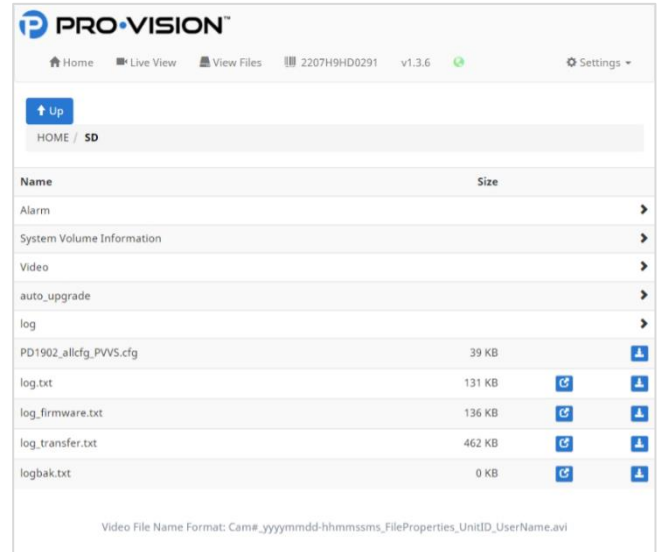 PRO•VISION™
Home Live View View Files 2207H9HD0291 v1.3.6 Settings
Up
HOME / SD
Name Size
Alarm
System Volume Information
Video
auto_upgrade
log
PD1902_allcfg_PVVS.cfg 39 KB
log.txt 131 KB
log_firmware.txt 136 KB
log_transfer.txt 462 KB
logbak.txt 0 KB
Video File Name Format: Cam#_yyyymmdd-hhmmssms_FileProperties_UnitID_UserName.avi